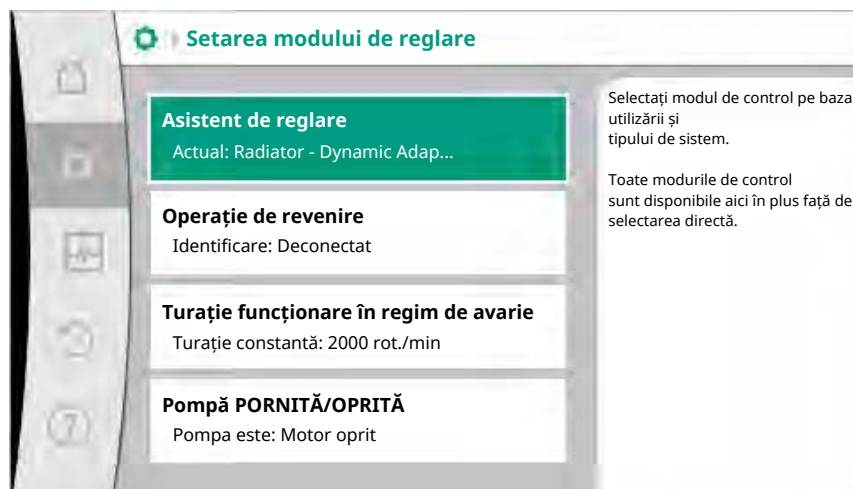 Setarea modului de reglare
Asistent de reglare
Actual: Radiator - Dynamic Adap...
Operație de revenire
Identificare: Deconectat
Turație funcționare în regim de avarie
Turație constantă: 2000 rot./min
Pompă PORNITĂ/OPRITĂ
Pompa este: Motor oprit
Selectați modul de control pe baza
utilizării și
tipului de sistem.
Toate modurile de control
sunt disponibile aici în plus față de
selectarea directă.